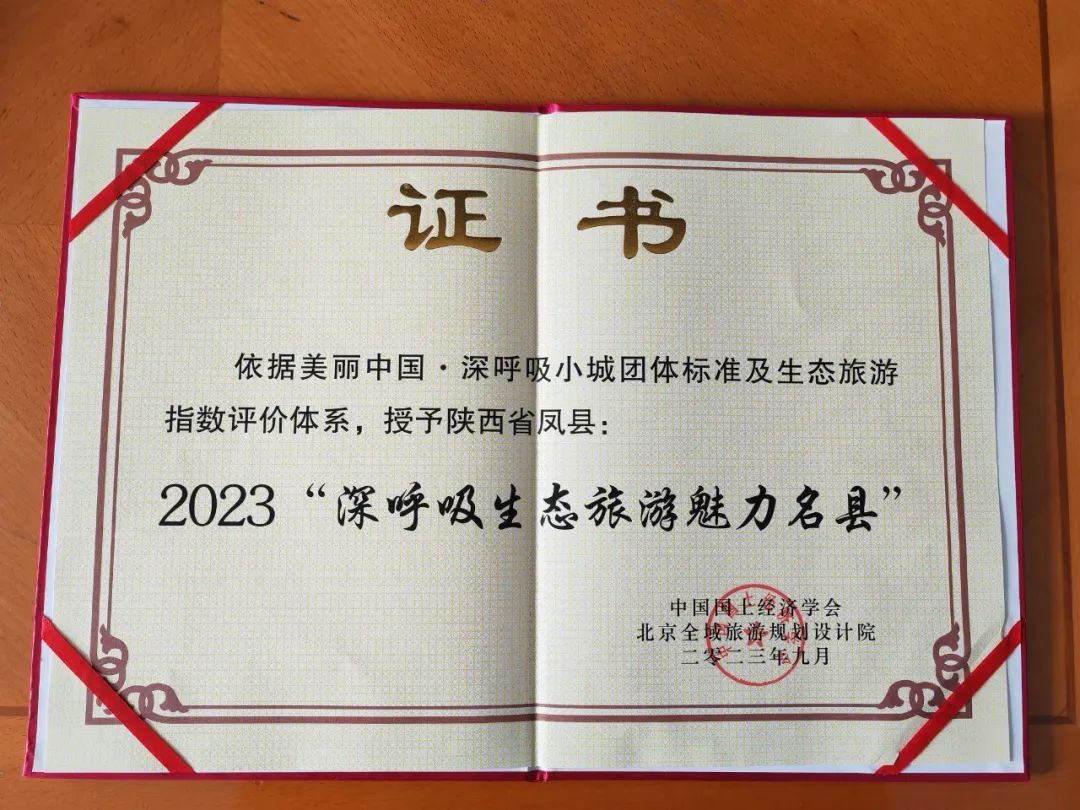 证书
依据美丽中国·深呼吸小城团体标准及生态旅游
指数评价体系，授予陕西省凤县：
2023“深呼吸生态旅游魅力名县”
中国国土经济学会
北京全域旅游规划设计院
二零二三年九月